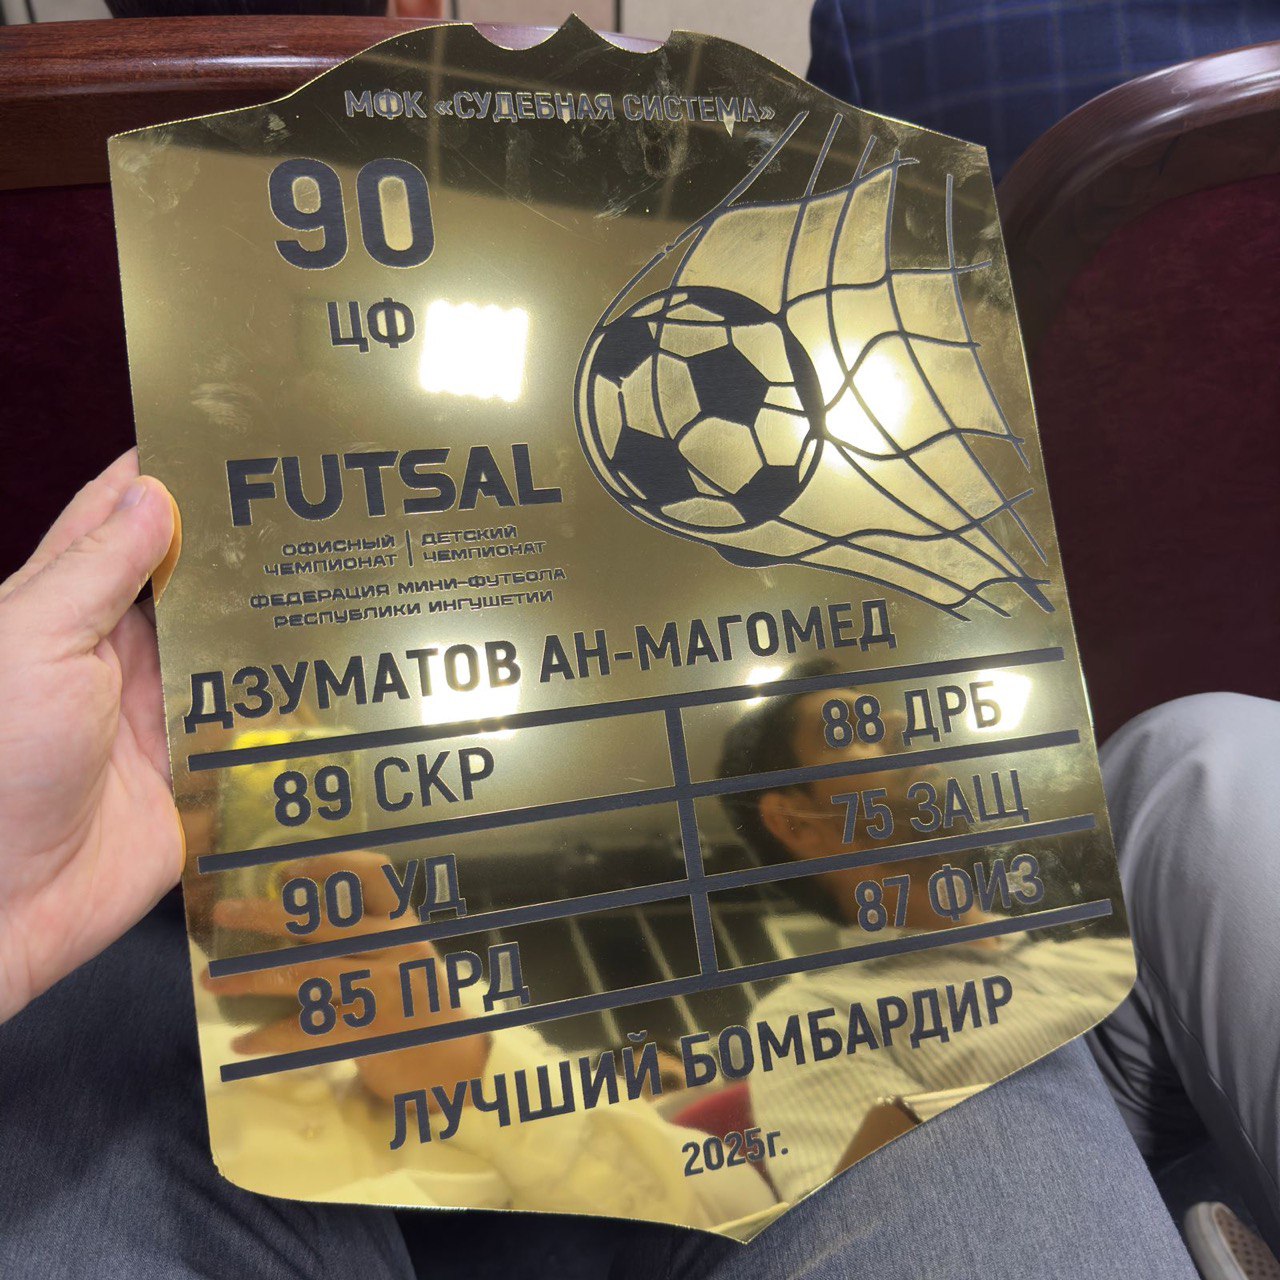 МФК «СУДЕБНАЯ СИСТЕМА»
90
ЦФ
FUTSAL
ОФИСНЫЙ | ДЕТСКИЙ
ЧЕМПИОНАТ | ЧЕМПИОНАТ
ФЕДЕРАЦИЯ МИНИ-ФУТБОЛА
РЕСПУБЛИКИ ИНГУШЕТИИ
ДЗУМАТОВ АН-МАГОМЕД
89 СКР
88 ДРБ
90 УД
75 ЗАЩ
85 ПРД
87 ФИЗ
ЛУЧШИЙ БОМБАРДИР
2025г.